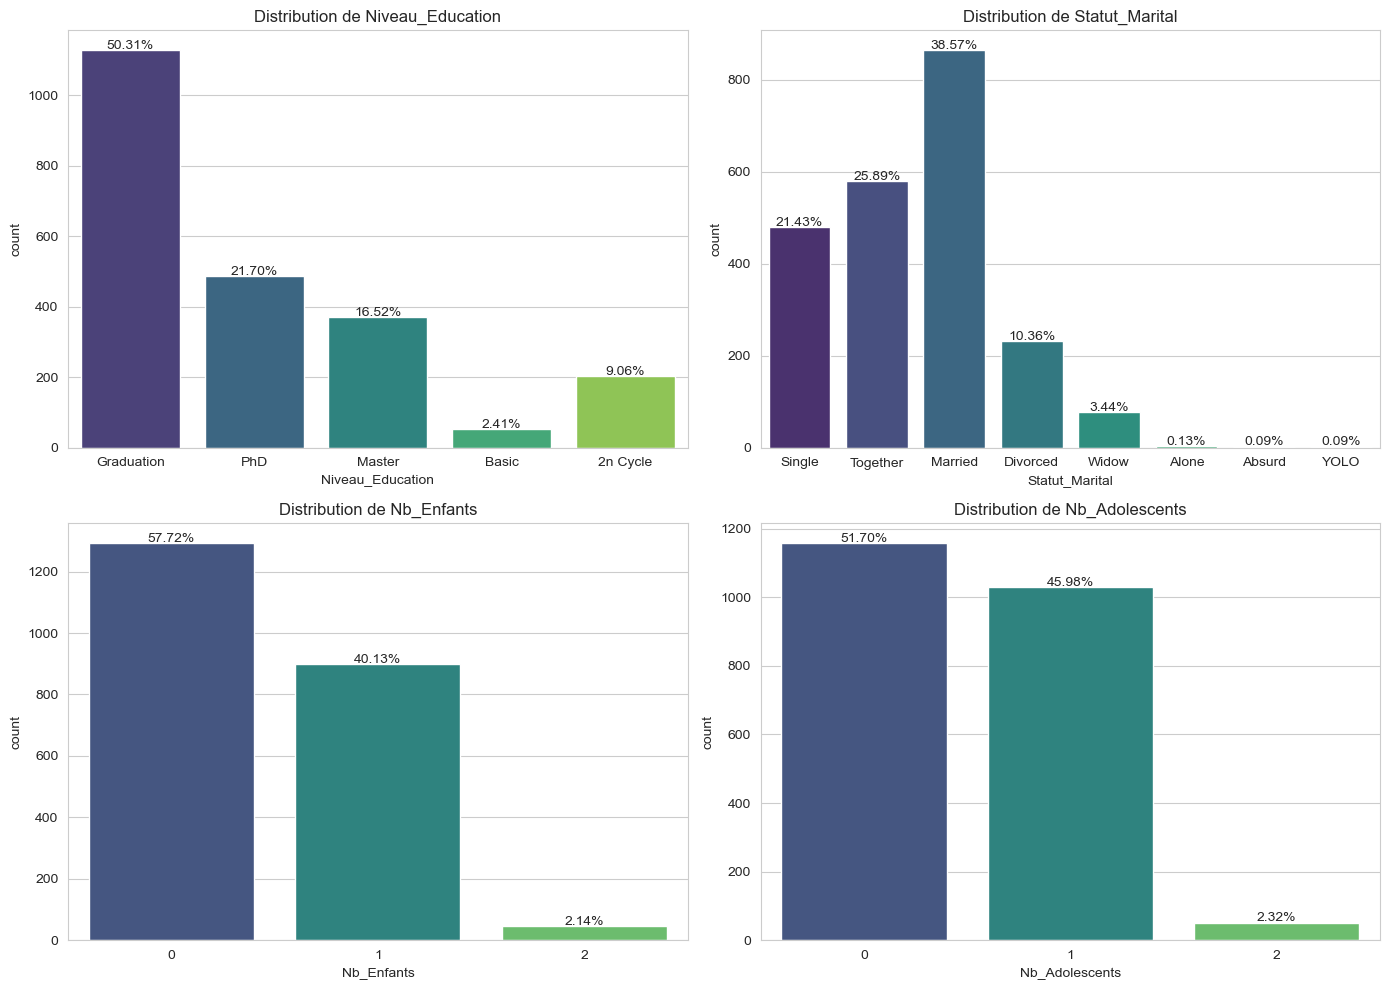 Distribution de Niveau_Education
50.31%
21.70%
16.52%
2.41%
9.06%
1000
800
600
400
200
0
count
Graduation PhD Master Basic 2n Cycle
Niveau_Education
Distribution de Statut_Marital
21.43%
25.89%
38.57%
10.36%
3.44%
0.13%
0.09%
0.09%
800
600
400
200
0
count
Single Together Married Divorced Widow Alone Absurd YOLO
Statut_Marital
Distribution de Nb_Enfants
57.72%
40.13%
2.14%
1200
1000
800
600
400
200
0
count
0 1 2
Nb_Enfants
Distribution de Nb_Adolescents
51.70%
45.98%
2.32%
1200
1000
800
600
400
200
0
count
0 1 2
Nb_Adolescents